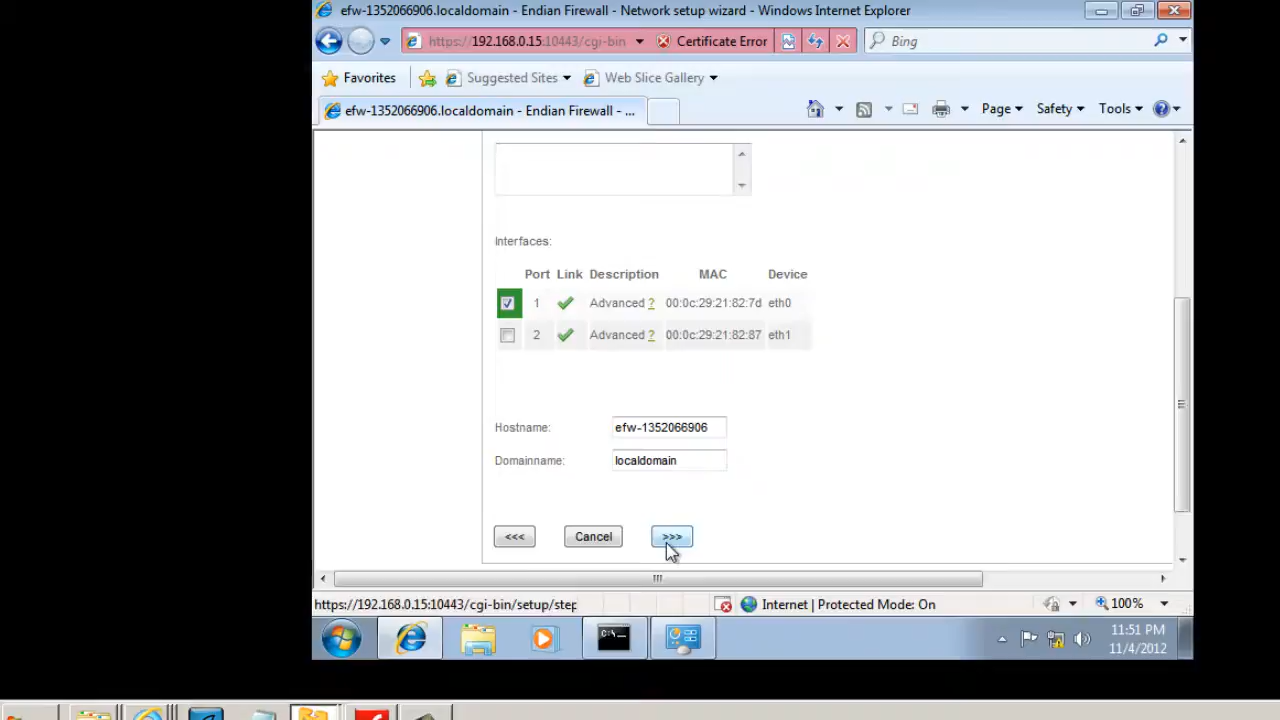 efw-1352066906.localdomain - Endian Firewall - Network setup wizard - Windows Internet Explorer
https://192.168.0.15:10443/cgi-bin
Certificate Error
Bing
Favorites
Suggested Sites
Web Slice Gallery
efw-1352066906.localdomain - Endian Firewall - ...
Page
Safety
Tools
Interfaces:
Port Link Description MAC Device
1 Advanced ? 00:0c:29:21:82:7d eth0
2 Advanced ? 00:0c:29:21:82:87 eth1
Hostname: efw-1352066906
Domainname: localdomain
<<< Cancel >>>
https://192.168.0.15:10443/cgi-bin/setup/step
Internet | Protected Mode: On
100%
C:\_
11:51 PM
11/4/2012